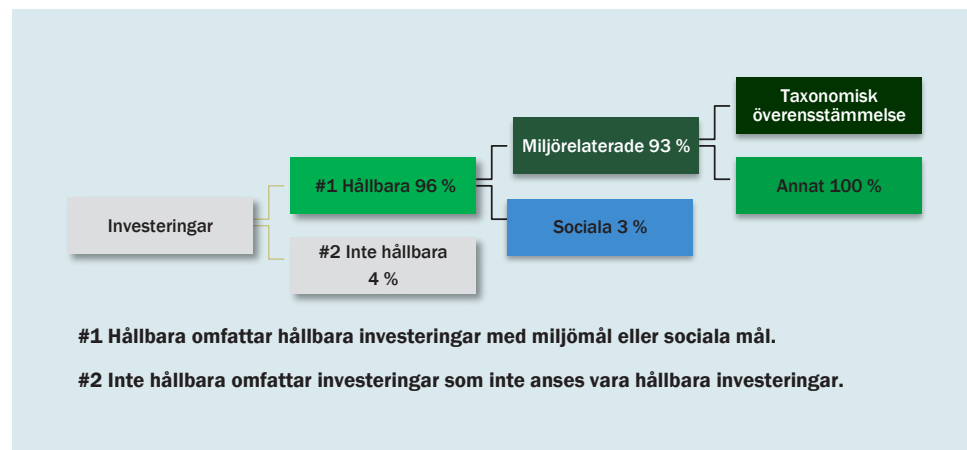 Taxonomisk
överensstämmelse
Miljörelaterade 93 %
#1 Hållbara 96 %
Annat 100 %
Investeringar
Sociala 3 %
#2 Inte hållbara
4 %
#1 Hållbara omfattar hållbara investeringar med miljömål eller sociala mål.
#2 Inte hållbara omfattar investeringar som inte anses vara hållbara investeringar.